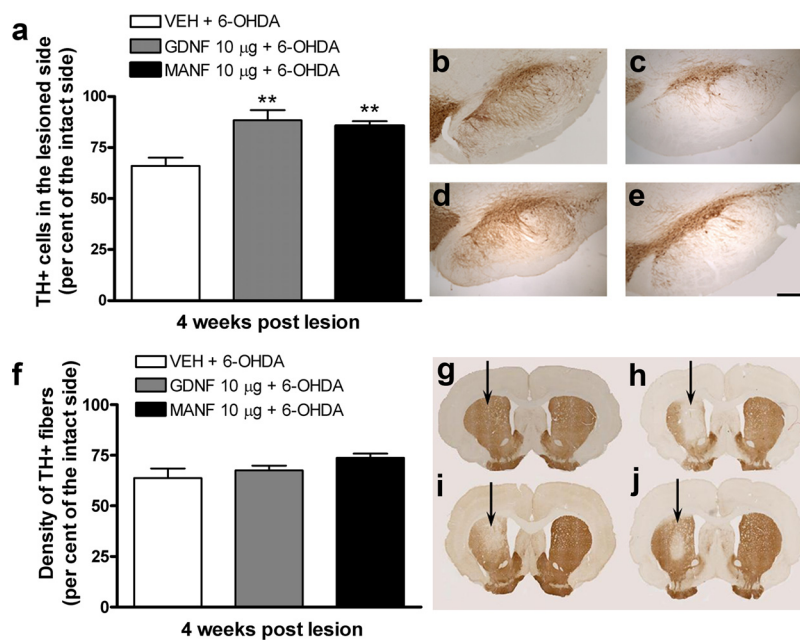 a
VEH + 6-OHDA
GDNF 10 µg + 6-OHDA
MANF 10 µg + 6-OHDA
TH+ cells in the lesioned side
(per cent of the intact side)
100
75
50
25
0
**
**
4 weeks post lesion
b
c
d
e
f
VEH + 6-OHDA
GDNF 10 µg + 6-OHDA
MANF 10 µg + 6-OHDA
Density of TH+ fibers
(per cent of the intact side)
100
75
50
25
0
4 weeks post lesion
g
h
i
j